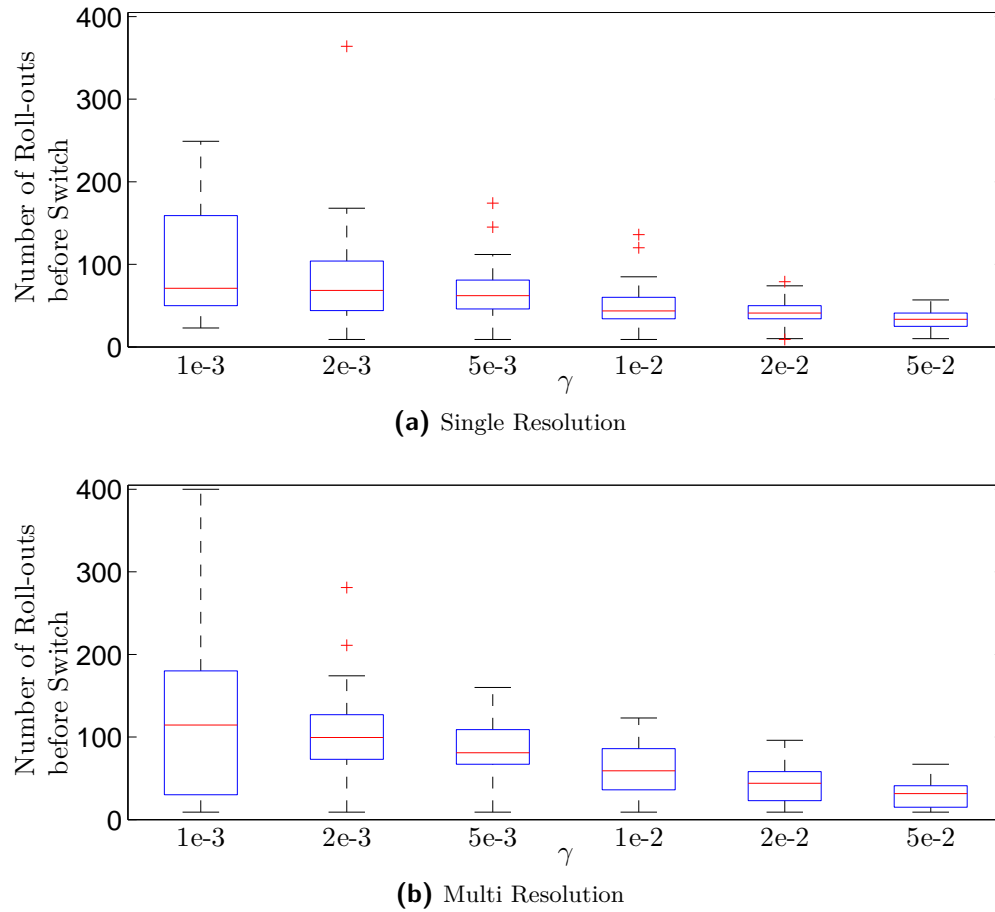 400
300
200
100
0
Number of Roll-outs
before Switch
1e-3 2e-3 5e-3 1e-2 2e-2 5e-2
γ
(a) Single Resolution
400
300
200
100
0
Number of Roll-outs
before Switch
1e-3 2e-3 5e-3 1e-2 2e-2 5e-2
γ
(b) Multi Resolution